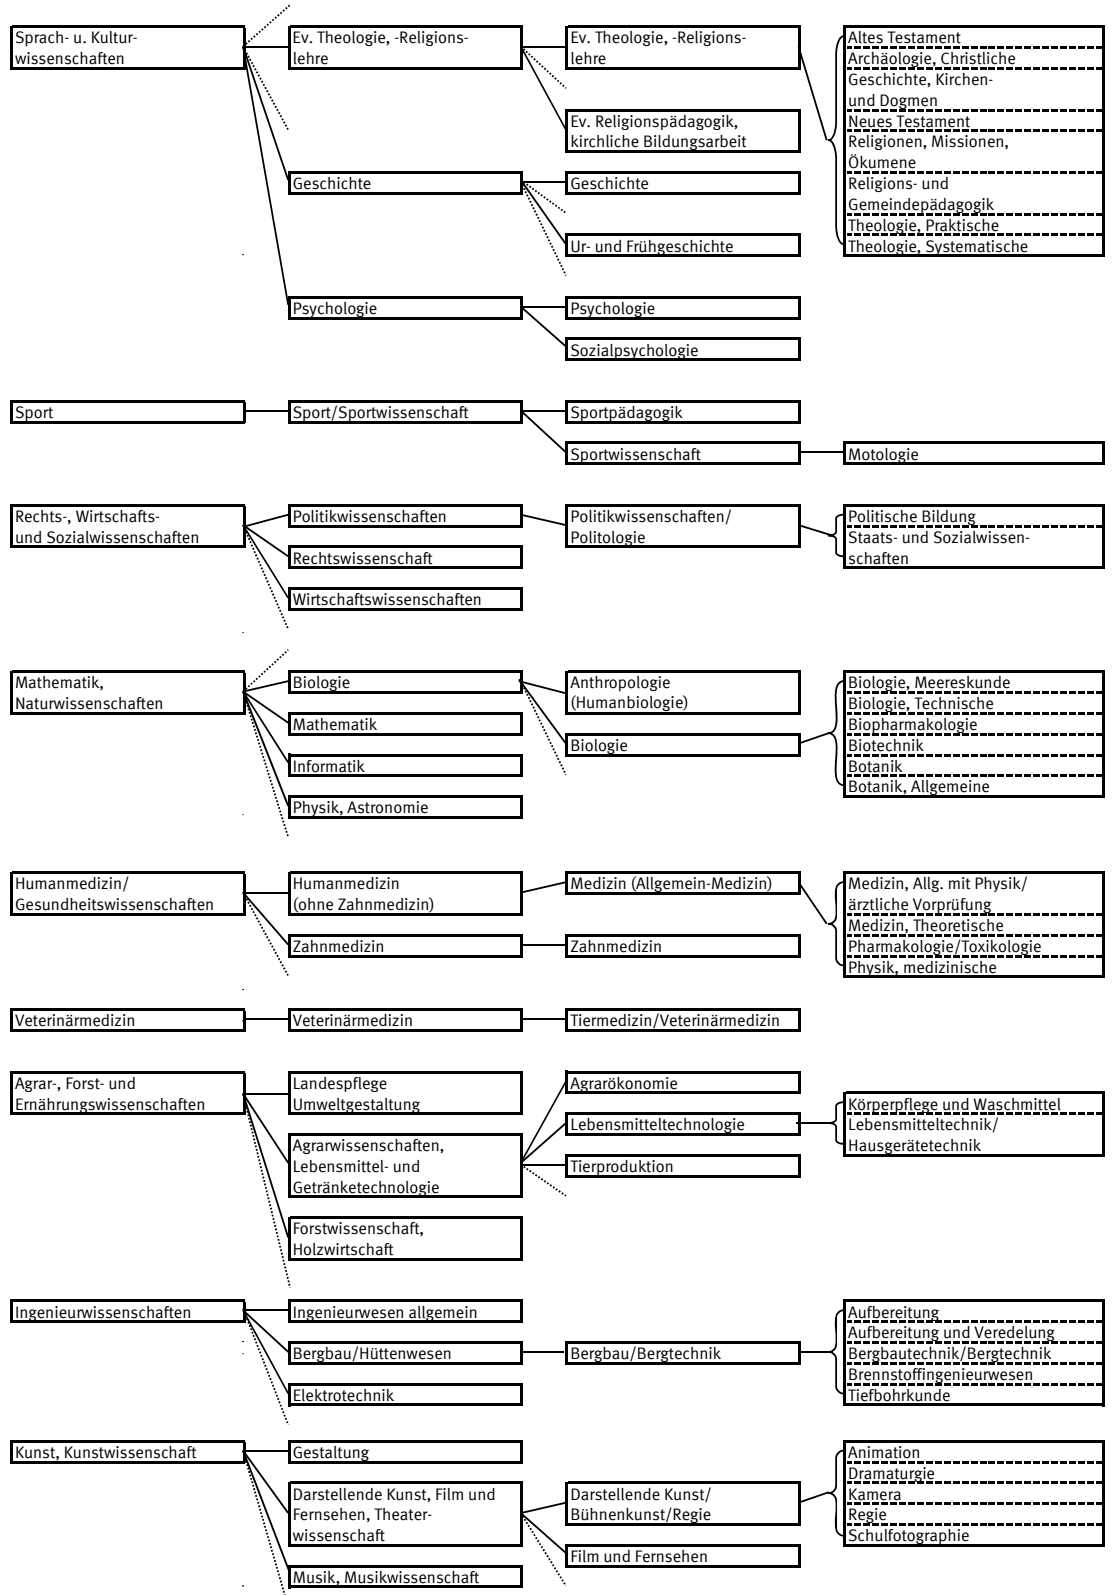 Sprach- u. Kultur-
wissenschaften
Ev. Theologie, -Religions-
lehre
Ev. Theologie, -Religions-
lehre
Ev. Religionspädagogik,
kirchliche Bildungsarbeit
Altes Testament
Archäologie, Christliche
Geschichte, Kirchen-
und Dogmen
Neues Testament
Religionen, Missionen,
Ökumene
Religions- und
Gemeindepädagogik
Theologie, Praktische
Theologie, Systematische
Geschichte
Geschichte
Ur- und Frühgeschichte
Psychologie
Psychologie
Sozialpsychologie
Sport
Sport/Sportwissenschaft
Sportpädagogik
Sportwissenschaft
Motologie
Rechts-, Wirtschafts-
und Sozialwissenschaften
Politikwissenschaften
Politikwissenschaften/
Politologie
Politische Bildung
Staats- und Sozialwissen-
schaften
Rechtswissenschaft
Wirtschaftswissenschaften
Mathematik,
Naturwissenschaften
Biologie
Anthropologie
(Humanbiologie)
Biologie
Biologie, Meereskunde
Biologie, Technische
Biopharmakologie
Biotechnik
Botanik
Botanik, Allgemeine
Mathematik
Informatik
Physik, Astronomie
Humanmedizin/
Gesundheitswissenschaften
Humanmedizin
(ohne Zahnmedizin)
Medizin (Allgemein-Medizin)
Medizin, Allg. mit Physik/
ärztliche Vorprüfung
Medizin, Theoretische
Pharmakologie/Toxikologie
Physik, medizinische
Zahnmedizin
Zahnmedizin
Veterinärmedizin
Veterinärmedizin
Tiermedizin/Veterinärmedizin
Agrar-, Forst- und
Ernährungswissenschaften
Landespflege
Umweltgestaltung
Agrarwissenschaften,
Lebensmittel- und
Getränketechnologie
Agrarökonomie
Lebensmitteltechnologie
Tierproduktion
Körperpflege und Waschmittel
Lebensmitteltechnik/
Hausgerätetechnik
Forstwissenschaft,
Holzwirtschaft
Ingenieurwissenschaften
Ingenieurwesen allgemein
Bergbau/Hüttenwesen
Bergbau/Bergtechnik
Aufbereitung
Aufbereitung und Veredelung
Bergbautechnik/Bergtechnik
Brennstoffingenieurwesen
Tiefbohrkunde
Elektrotechnik
Kunst, Kunstwissenschaft
Gestaltung
Darstellende Kunst, Film und
Fernsehen, Theater-
wissenschaft
Darstellende Kunst/
Bühnenkunst/Regie
Film und Fernsehen
Animation
Dramaturgie
Kamera
Regie
Schulfotographie
Musik, Musikwissenschaft